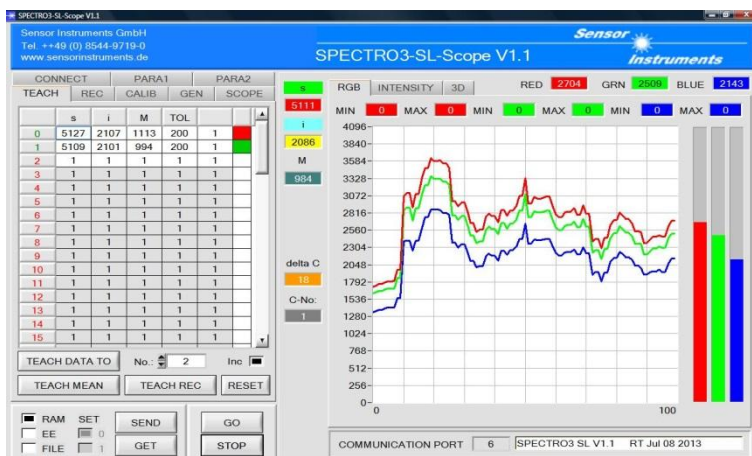 SPECTRO3-SL-Scope V1.1
Sensor Instruments GmbH
Tel. ++49 (0) 8544-9719-0
www.sensorinstruments.de
SPECTRO3-SL-Scope V1.1
Sensor
Instruments
CONNECT PARA1 PARA2
TEACH REC CALIB GEN SCOPE
s i M TOL
0 5127 2107 1113 200 1
1 5109 2101 994 200 1
2 1 1 1 1 1
3 1 1 1 1 1
4 1 1 1 1 1
5 1 1 1 1 1
6 1 1 1 1 1
7 1 1 1 1 1
8 1 1 1 1 1
9 1 1 1 1 1
10 1 1 1 1 1
11 1 1 1 1 1
12 1 1 1 1 1
13 1 1 1 1 1
14 1 1 1 1 1
15 1 1 1 1 1
TEACH DATA TO No.: 2 Inc
TEACH MEAN TEACH REC RESET
RAM SET SEND GO
EE 0
FILE 1 GET STOP
s
5111
i
2086
M
984
delta C
18
C-No:
1
RGB INTENSITY 3D RED 2704 GRN 2509 BLUE 2143
MIN 0 MAX 0 MIN 0 MAX 0 MIN 0 MAX 0
4096
3840
3584
3328
3072
2816
2560
2304
2048
1792
1536
1280
1024
768
512
256
0
0 100
COMMUNICATION PORT 6 SPECTRO3 SL V1.1 RT Jul 08 2013